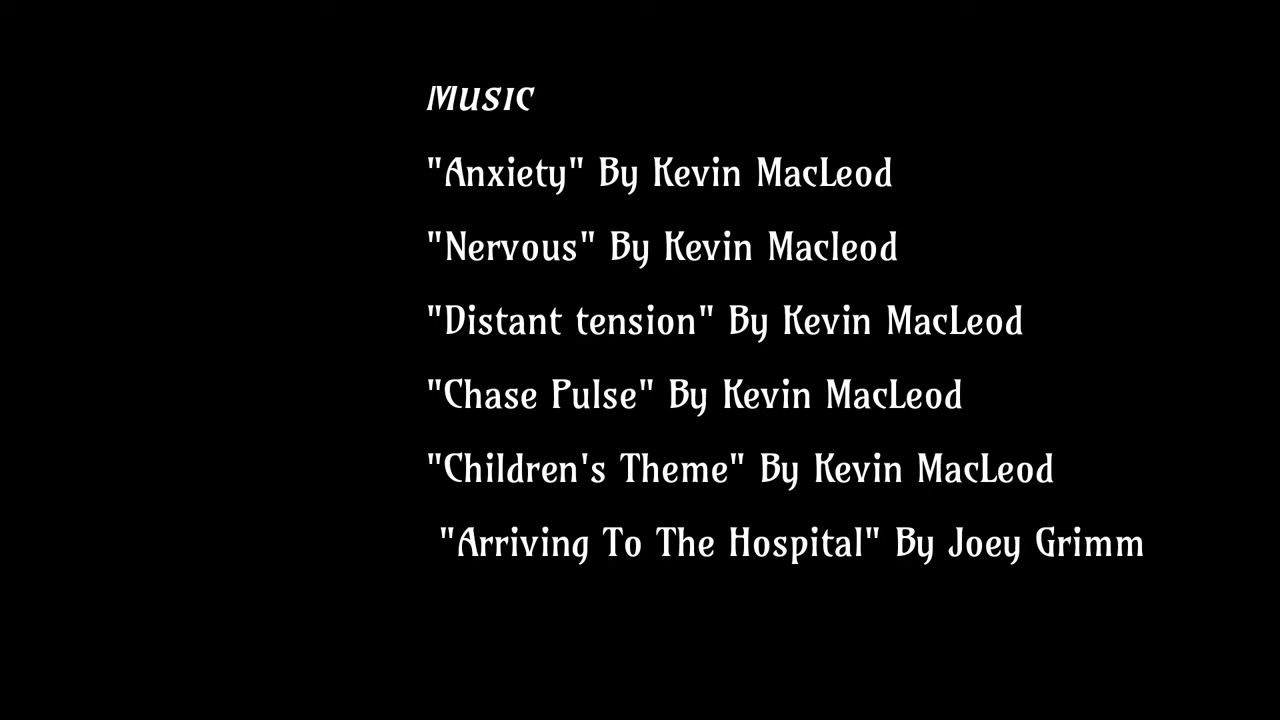 MUSIC
"Anxiety" By Kevin MacLeod
"Nervous" By Kevin Macleod
"Distant tension" By Kevin MacLeod
"Chase Pulse" By Kevin MacLeod
"Children's Theme" By Kevin MacLeod
"Arriving To The Hospital" By Joey Grimm